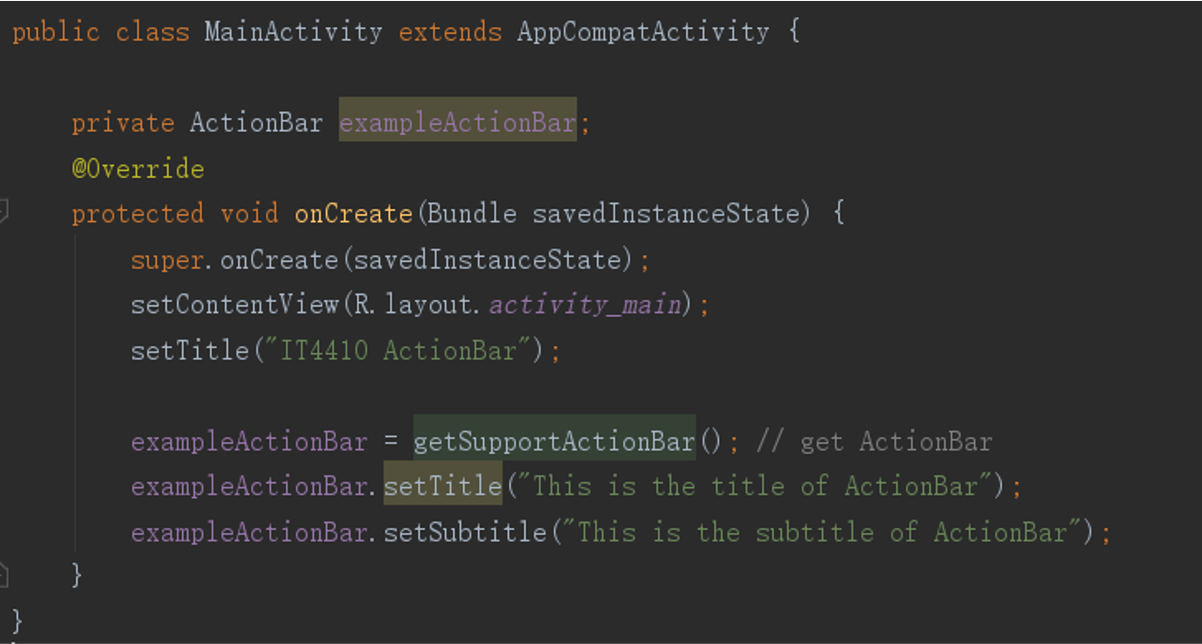 public class MainActivity extends AppCompatActivity {
private ActionBar exampleActionBar;
@Override
protected void onCreate(Bundle savedInstanceState) {
super.onCreate(savedInstanceState);
setContentView(R.layout.activity_main);
setTitle("IT4410 ActionBar");
exampleActionBar = getSupportActionBar(); // get ActionBar
exampleActionBar.setTitle("This is the title of ActionBar");
exampleActionBar.setSubtitle("This is the subtitle of ActionBar");
}
}